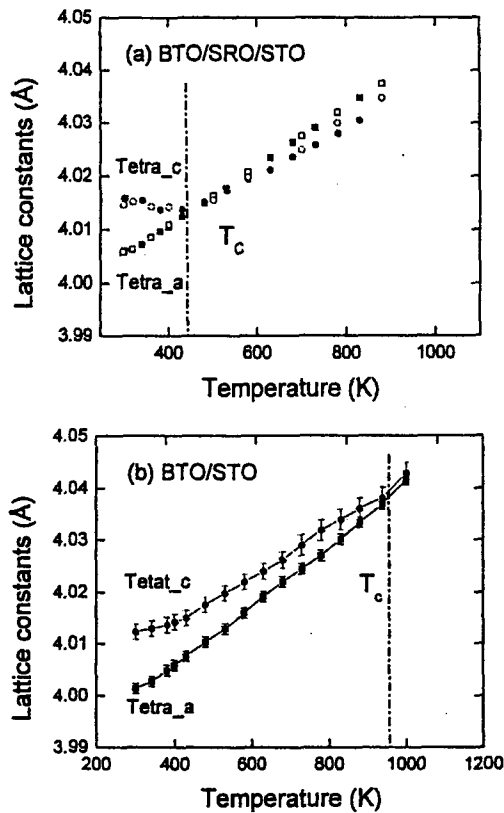 (a) BTO/SRO/STO
4.05
4.04
4.03
4.02
4.01
4.00
3.99
Lattice constants (Å)
Tetra_c
Tetra_a
T_C
400 600 800 1000
Temperature (K)
(b) BTO/STO
4.05
4.04
4.03
4.02
4.01
4.00
3.99
Lattice constants (Å)
Tetat_c
Tetra_a
T_c
200 400 600 800 1000 1200
Temperature (K)